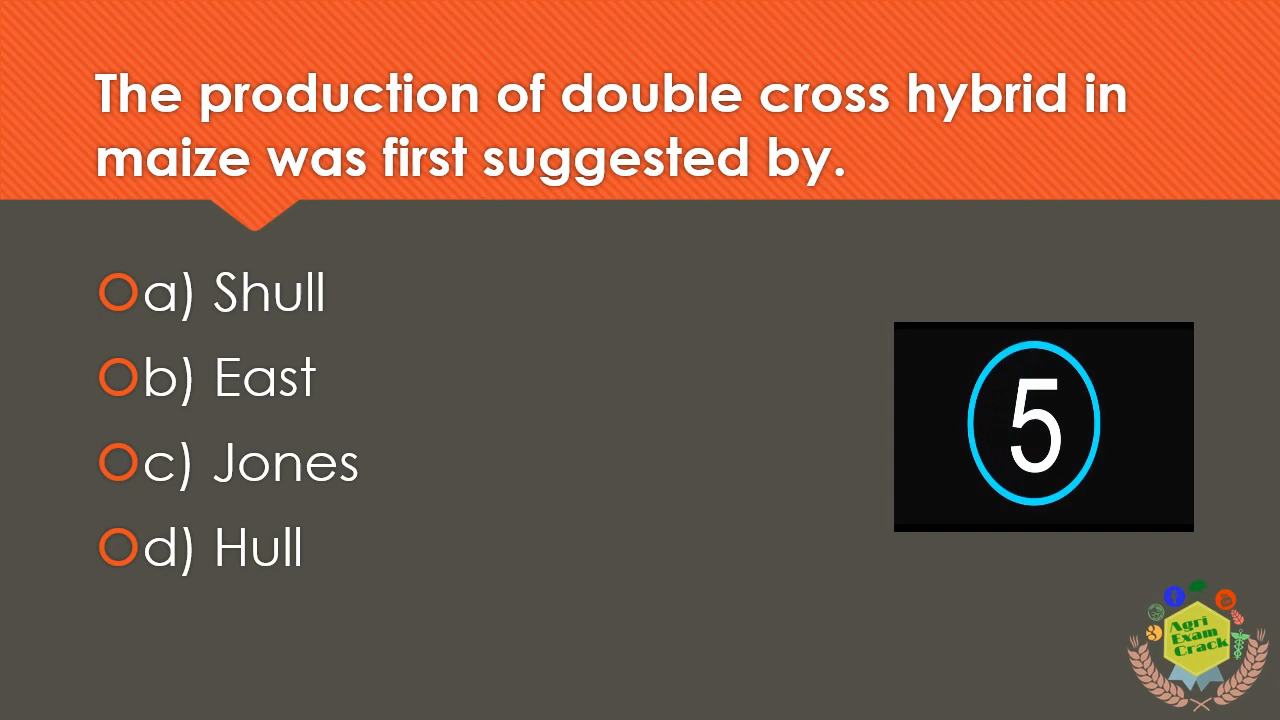 The production of double cross hybrid in
maize was first suggested by.
a) Shull
b) East
c) Jones
d) Hull
5
Agri
Exam
Crack